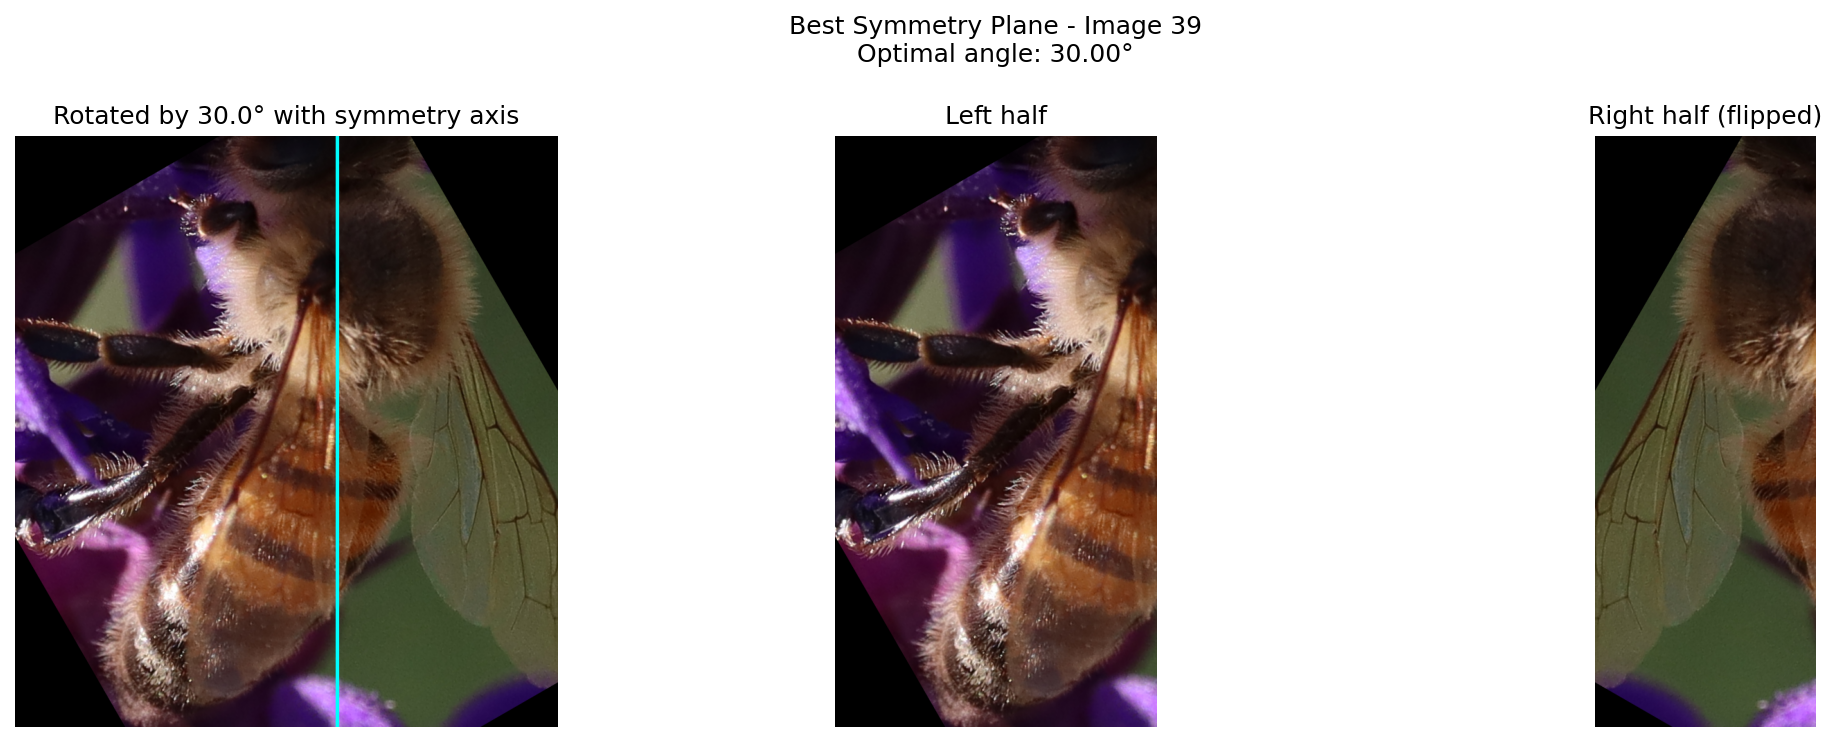 Best Symmetry Plane - Image 39
Optimal angle: 30.00°
Rotated by 30.0° with symmetry axis
Left half
Right half (flipped)